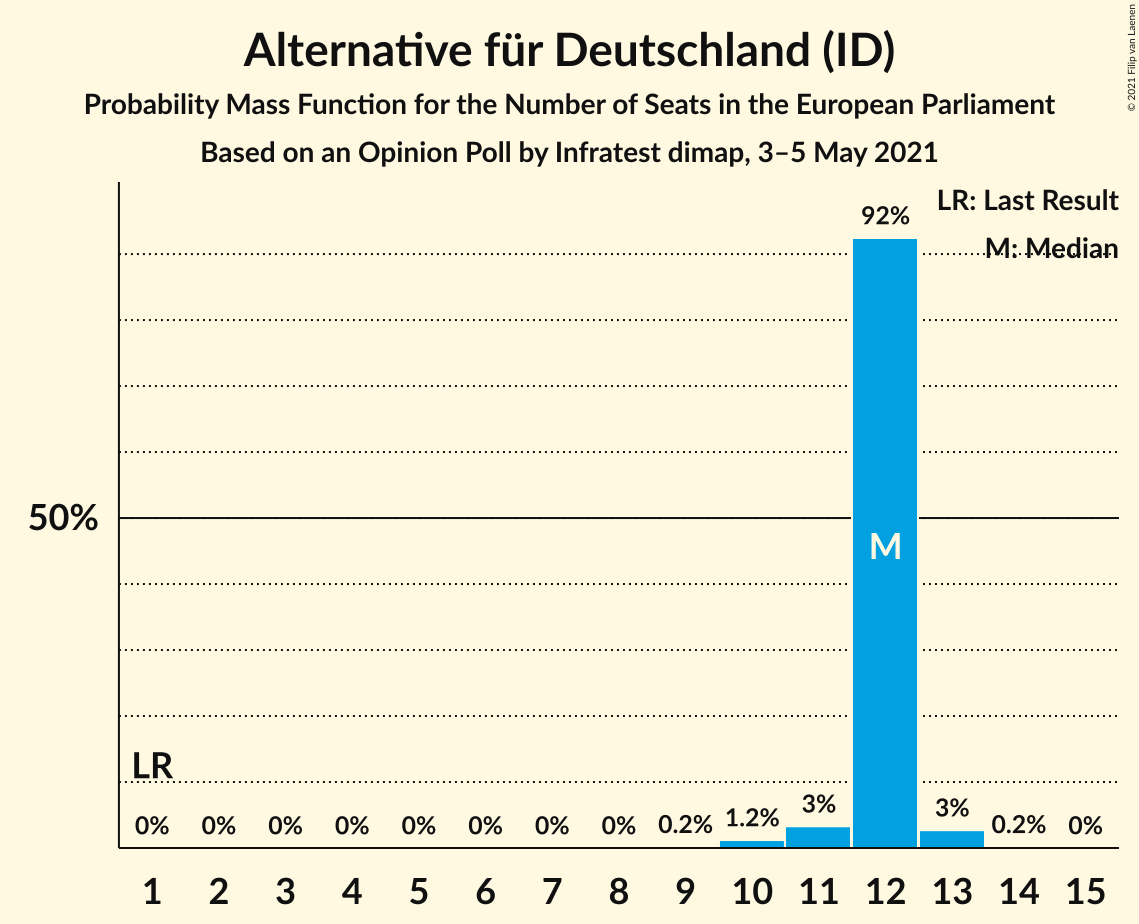 Alternative für Deutschland (ID)
Probability Mass Function for the Number of Seats in the European Parliament
Based on an Opinion Poll by Infratest dimap, 3–5 May 2021
© 2021 Filip van Laenen
LR: Last Result
M: Median
92%
50%
M
LR
0% 0% 0% 0% 0% 0% 0% 0% 0.2% 1.2% 3% 3% 0.2% 0%
1 2 3 4 5 6 7 8 9 10 11 12 13 14 15